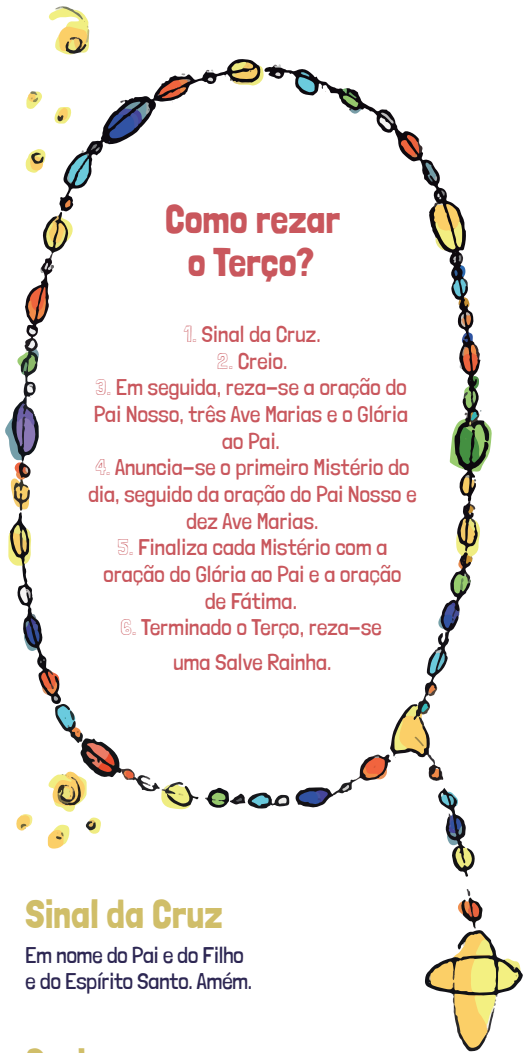 Como rezar
o Terço?
1. Sinal da Cruz.
2. Creio.
3. Em seguida, reza-se a oração do
Pai Nosso, três Ave Marias e o Glória
ao Pai.
4. Anuncia-se o primeiro Mistério do
dia, seguido da oração do Pai Nosso e
dez Ave Marias.
5. Finaliza cada Mistério com a
oração do Glória ao Pai e a oração
de Fátima.
6. Terminado o Terço, reza-se
uma Salve Rainha.
Sinal da Cruz
Em nome do Pai e do Filho
e do Espírito Santo. Amém.